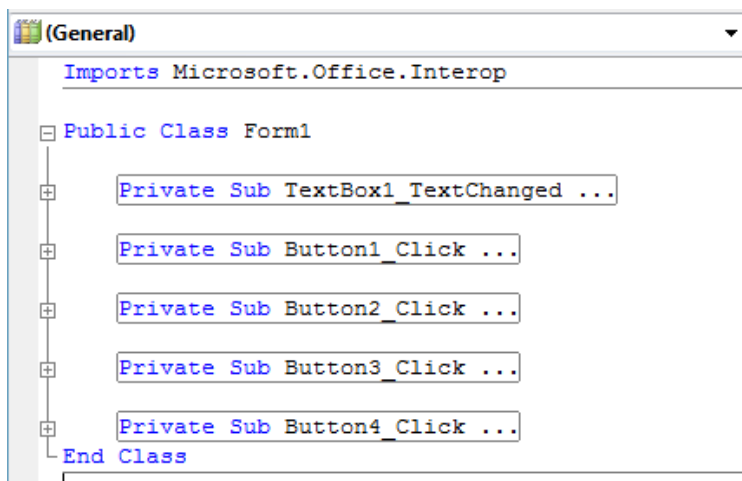 (General)
Imports Microsoft.Office.Interop
Public Class Form1
Private Sub TextBox1_TextChanged ...
Private Sub Button1_Click ...
Private Sub Button2_Click ...
Private Sub Button3_Click ...
Private Sub Button4_Click ...
End Class